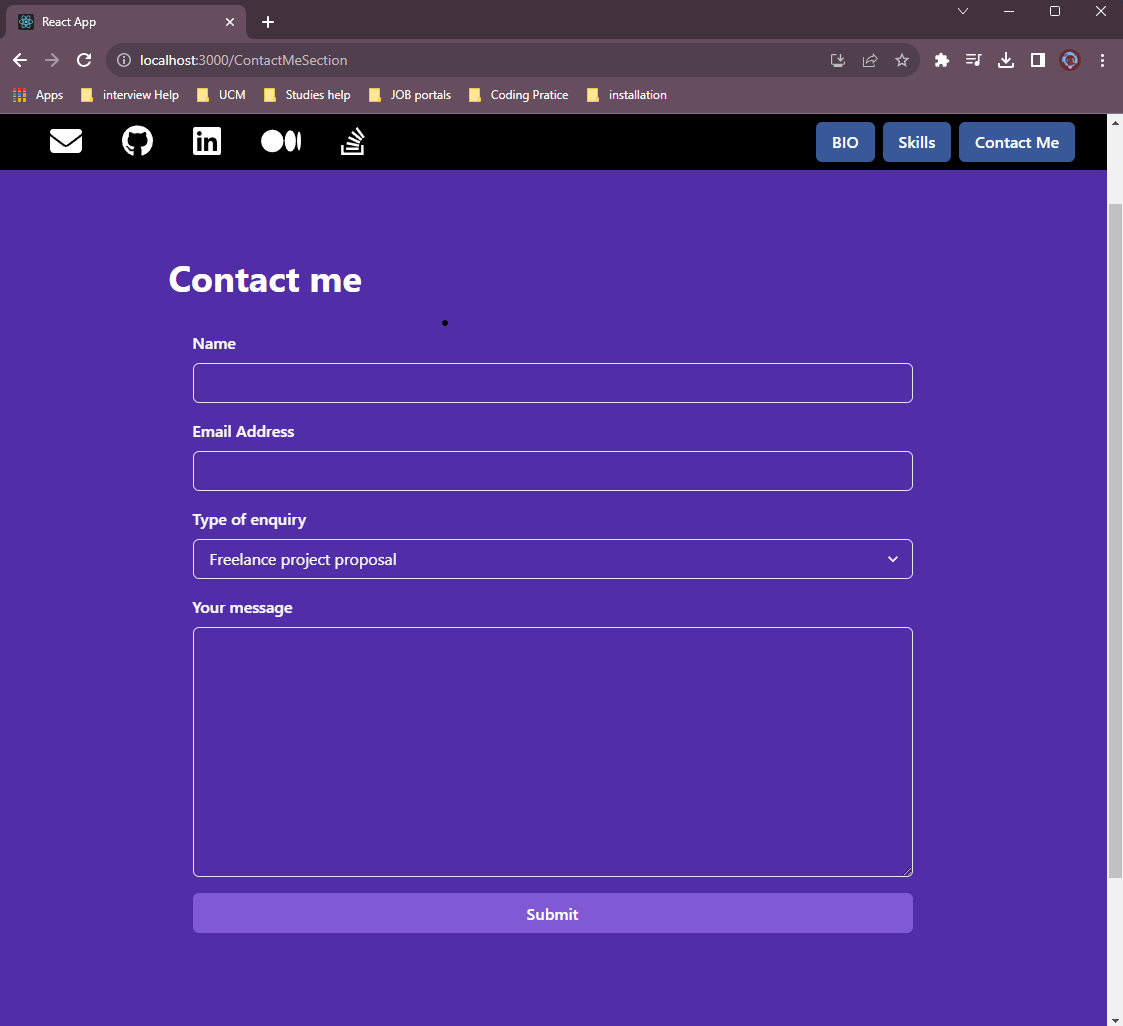 React App
localhost:3000/ContactMeSection
Apps interview Help UCM Studies help JOB portals Coding Pratice installation
BIO Skills Contact Me
Contact me
Name
Email Address
Type of enquiry
Freelance project proposal
Your message
Submit